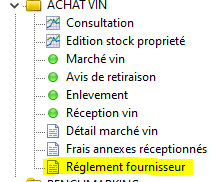 ACHAT VIN
Consultation
Edition stock proprieté
Marché vin
Avis de retiraison
Enlevement
Réception vin
Détail marché vin
Frais annexes réceptionnés
Réglement fournisseur
BENCHMARKING